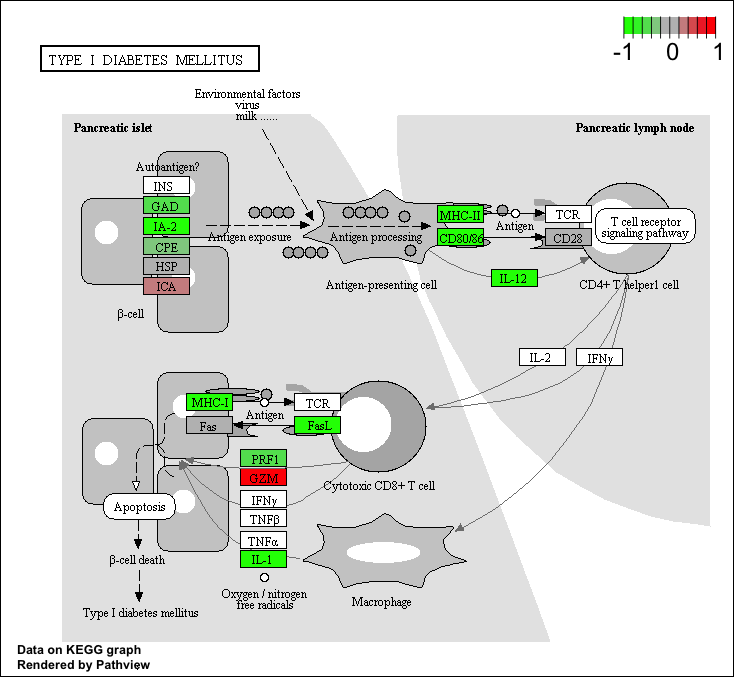 -1 0 1
TYPE I DIABETES MELLITUS
Environmental factors
virus
milk ......
Pancreatic islet
Pancreatic lymph node
Autoantigen?
INS
GAD
IA-2
CPE
HSP
ICA
β-cell
Antigen exposure
Antigen processing
Antigen-presenting cell
MHC-II
CD80/86
Antigen
TCR
CD28
T cell receptor
signaling pathway
IL-12
CD4+ T helper1 cell
IL-2
IFNγ
MHC-I
Fas
Antigen
TCR
FasL
PRF1
GZM
IFNγ
TNFβ
TNFα
IL-1
Cytotoxic CD8+ T cell
Apoptosis
β-cell death
Type I diabetes mellitus
Oxygen / nitrogen
free radicals
Macrophage
Data on KEGG graph
Rendered by Pathview